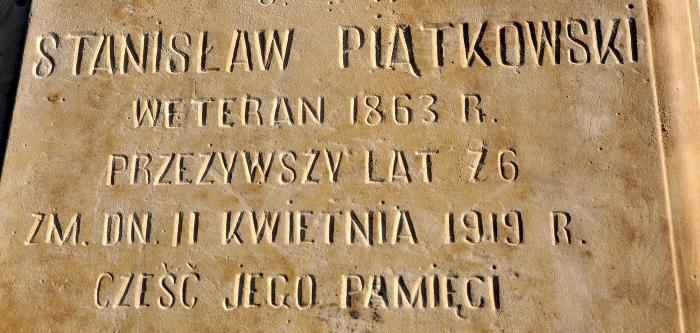 STANISŁAW PIĄTKOWSKI
WETERAN 1863 R.
PRZEŻYWSZY LAT 76
ZM. DN. 11 KWIETNIA 1919 R.
CZEŚĆ JEGO PAMIĘCI